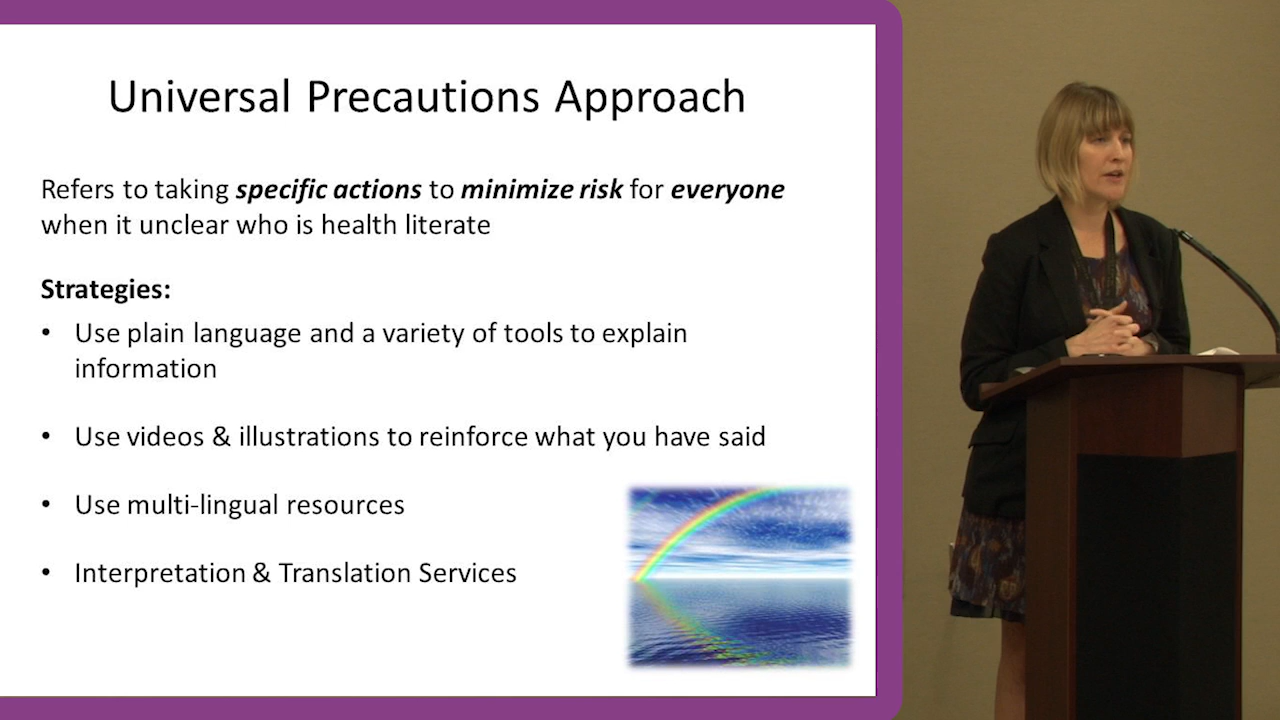 Universal Precautions Approach
Refers to taking specific actions to minimize risk for everyone
when it unclear who is health literate
Strategies:
• Use plain language and a variety of tools to explain
information
• Use videos & illustrations to reinforce what you have said
• Use multi-lingual resources
• Interpretation & Translation Services